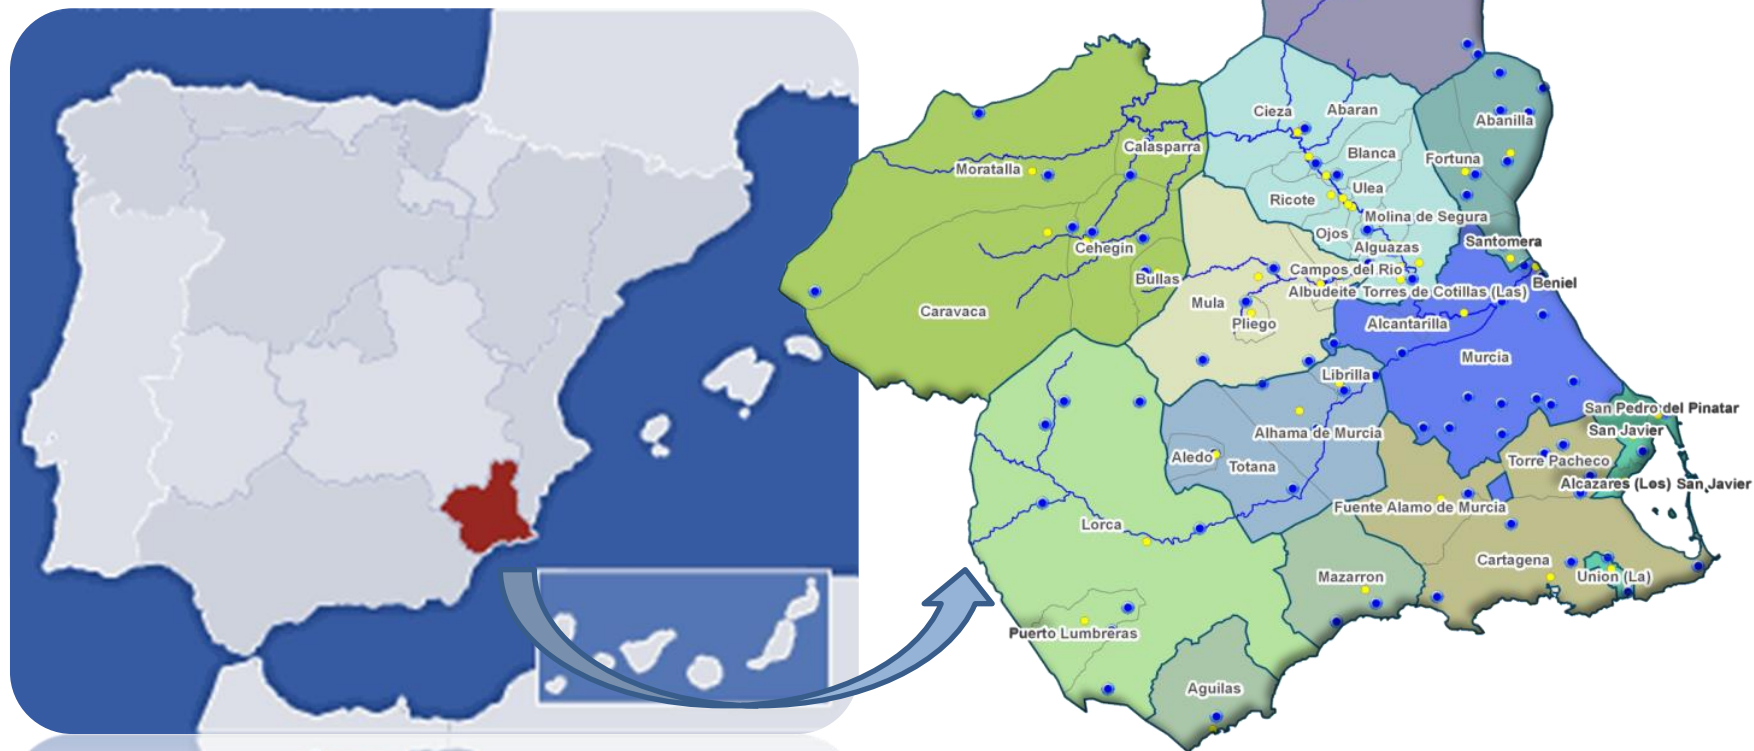 Cieza
Abaran
Abanilla
Calasparra
Blanca
Fortuna
Moratalla
Ulea
Ricote
Molina de Segura
Ojos
Santomera
Cehegin
Alguazas
Campos del Rio
Bullas
Beniel
Albudeite
Torres de Cotillas (Las)
Mula
Caravaca
Pliego
Alcantarilla
Murcia
Librilla
San Pedro del Pinatar
San Javier
Alhama de Murcia
Aledo
Totana
Torre Pacheco
Alcazares (Los)
San Javier
Fuente Alamo de Murcia
Lorca
Cartagena
Mazarron
Union (La)
Puerto Lumbreras
Aguilas